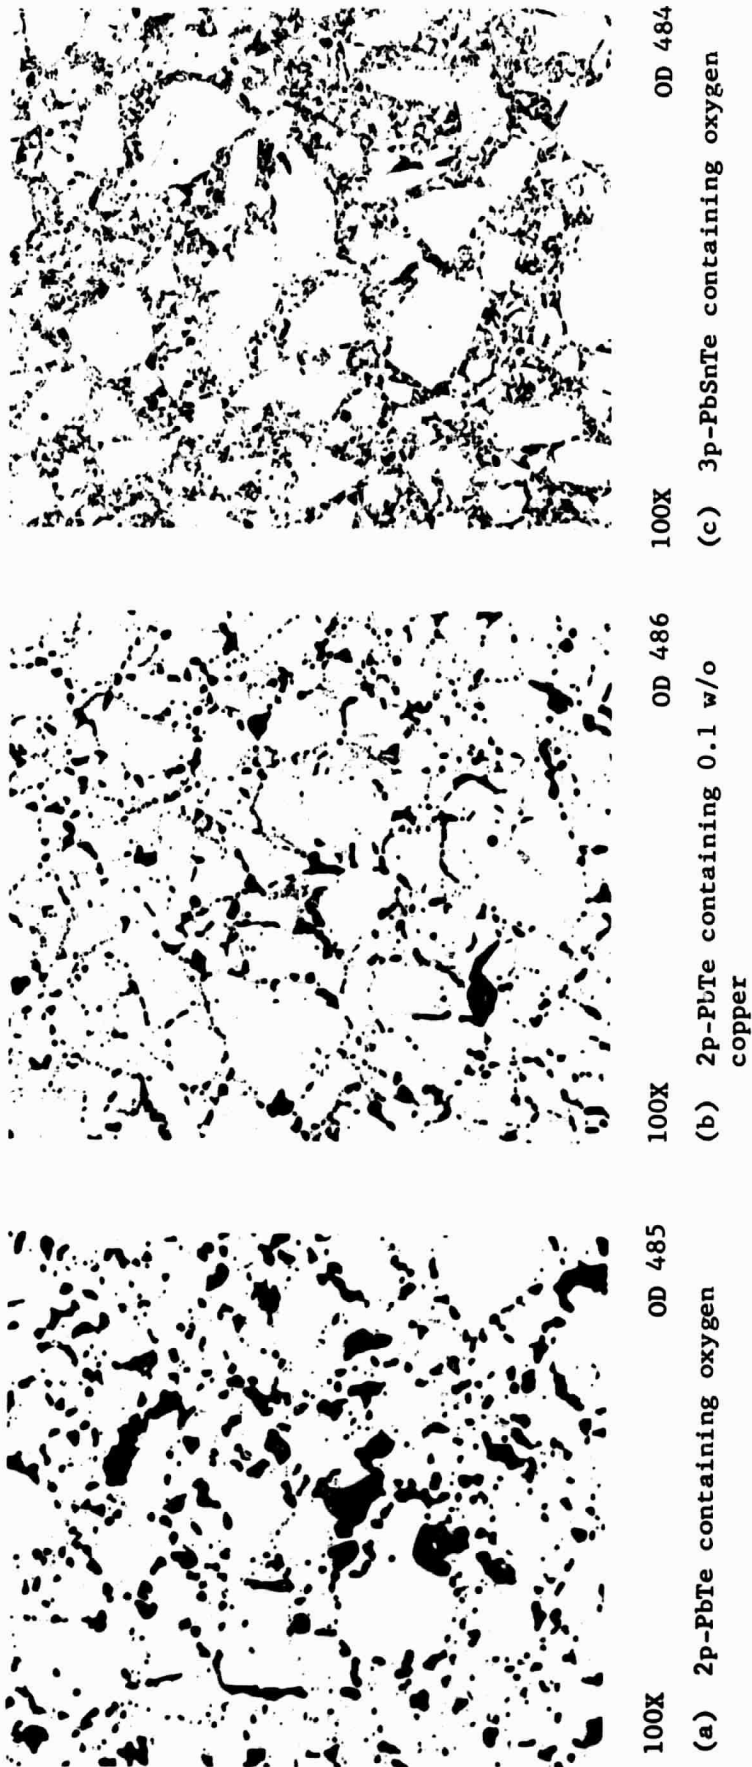 100X OD 485
(a) 2p-PbTe containing oxygen
100X OD 486
(b) 2p-PbTe containing 0.1 w/o
copper
100X OD 484
(c) 3p-PbSnTe containing oxygen